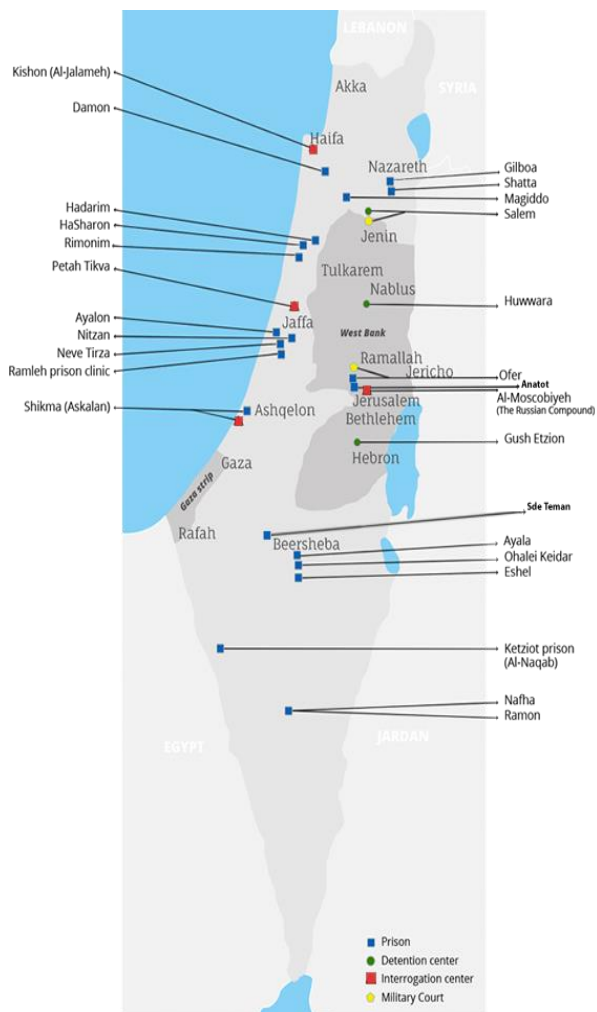 LEBANON
Kishon (Al-Jalameh)
Akka
SYRIA
Damon
Haifa
Nazareth
Gilboa
Shatta
Magiddo
Salem
Hadarim
HaSharon
Rimonim
Jenin
Petah Tikva
Tulkarem
Nablus
Huwwara
Ayalon
Jaffa
Nitzan
West Bank
Neve Tirza
Ramleh prison clinic
Ramallah
Jericho
Ofer
Anatot
Al-Moscobiyeh
(The Russian Compound)
Jerusalem
Shikma (Askalan)
Ashqelon
Bethlehem
Gush Etzion
Hebron
Gaza
Gaza strip
Sde Teman
Rafah
Beersheba
Ayala
Ohalei Keidar
Eshel
Ketziot prison
(Al-Naqab)
Nafha
Ramon
EGYPT
JARDAN
Prison
Detention center
Interrogation center
Military Court